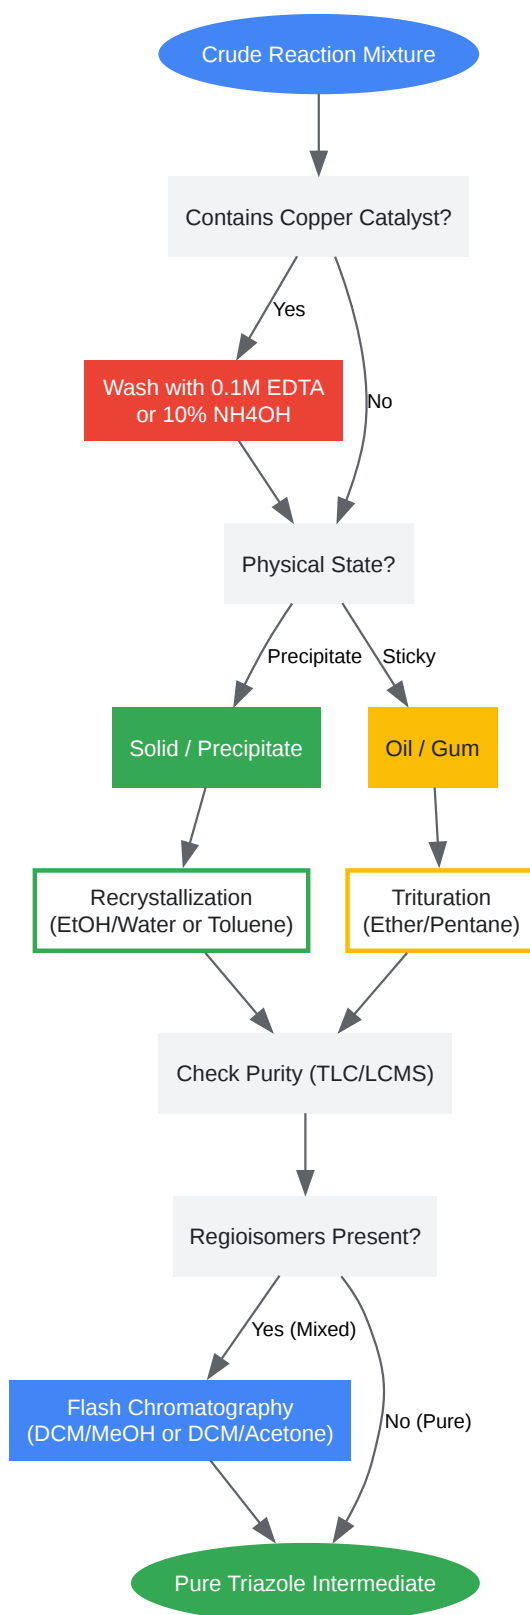 Crude Reaction Mixture
Contains Copper Catalyst?
Yes
Wash with 0.1M EDTA
or 10% NH4OH
No
Physical State?
Precipitate
Sticky
Solid / Precipitate
Oil / Gum
Recrystallization
(EtOH/Water or Toluene)
Trituration
(Ether/Pentane)
Check Purity (TLC/LCMS)
Regioisomers Present?
Yes (Mixed)
Flash Chromatography
(DCM/MeOH or DCM/Acetone)
No (Pure)
Pure Triazole Intermediate